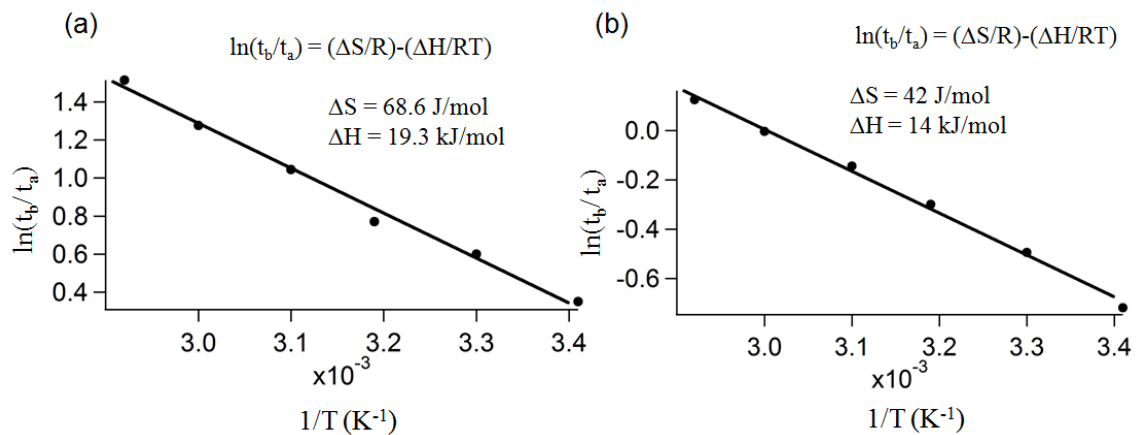 (a)
ln(t_b/t_a) = (ΔS/R)-(ΔH/RT)
ΔS = 68.6 J/mol
ΔH = 19.3 kJ/mol
ln(t_b/ t_a)
1.4
1.2
1.0
0.8
0.6
0.4
3.0 3.1 3.2 3.3 3.4
x10⁻³
1/T (K⁻¹)
(b)
ln(t_b/t_a) = (ΔS/R)-(ΔH/RT)
ΔS = 42 J/mol
ΔH = 14 kJ/mol
ln(t_b/ t_a)
0.0
-0.2
-0.4
-0.6
3.0 3.1 3.2 3.3 3.4
x10⁻³
1/T (K⁻¹)